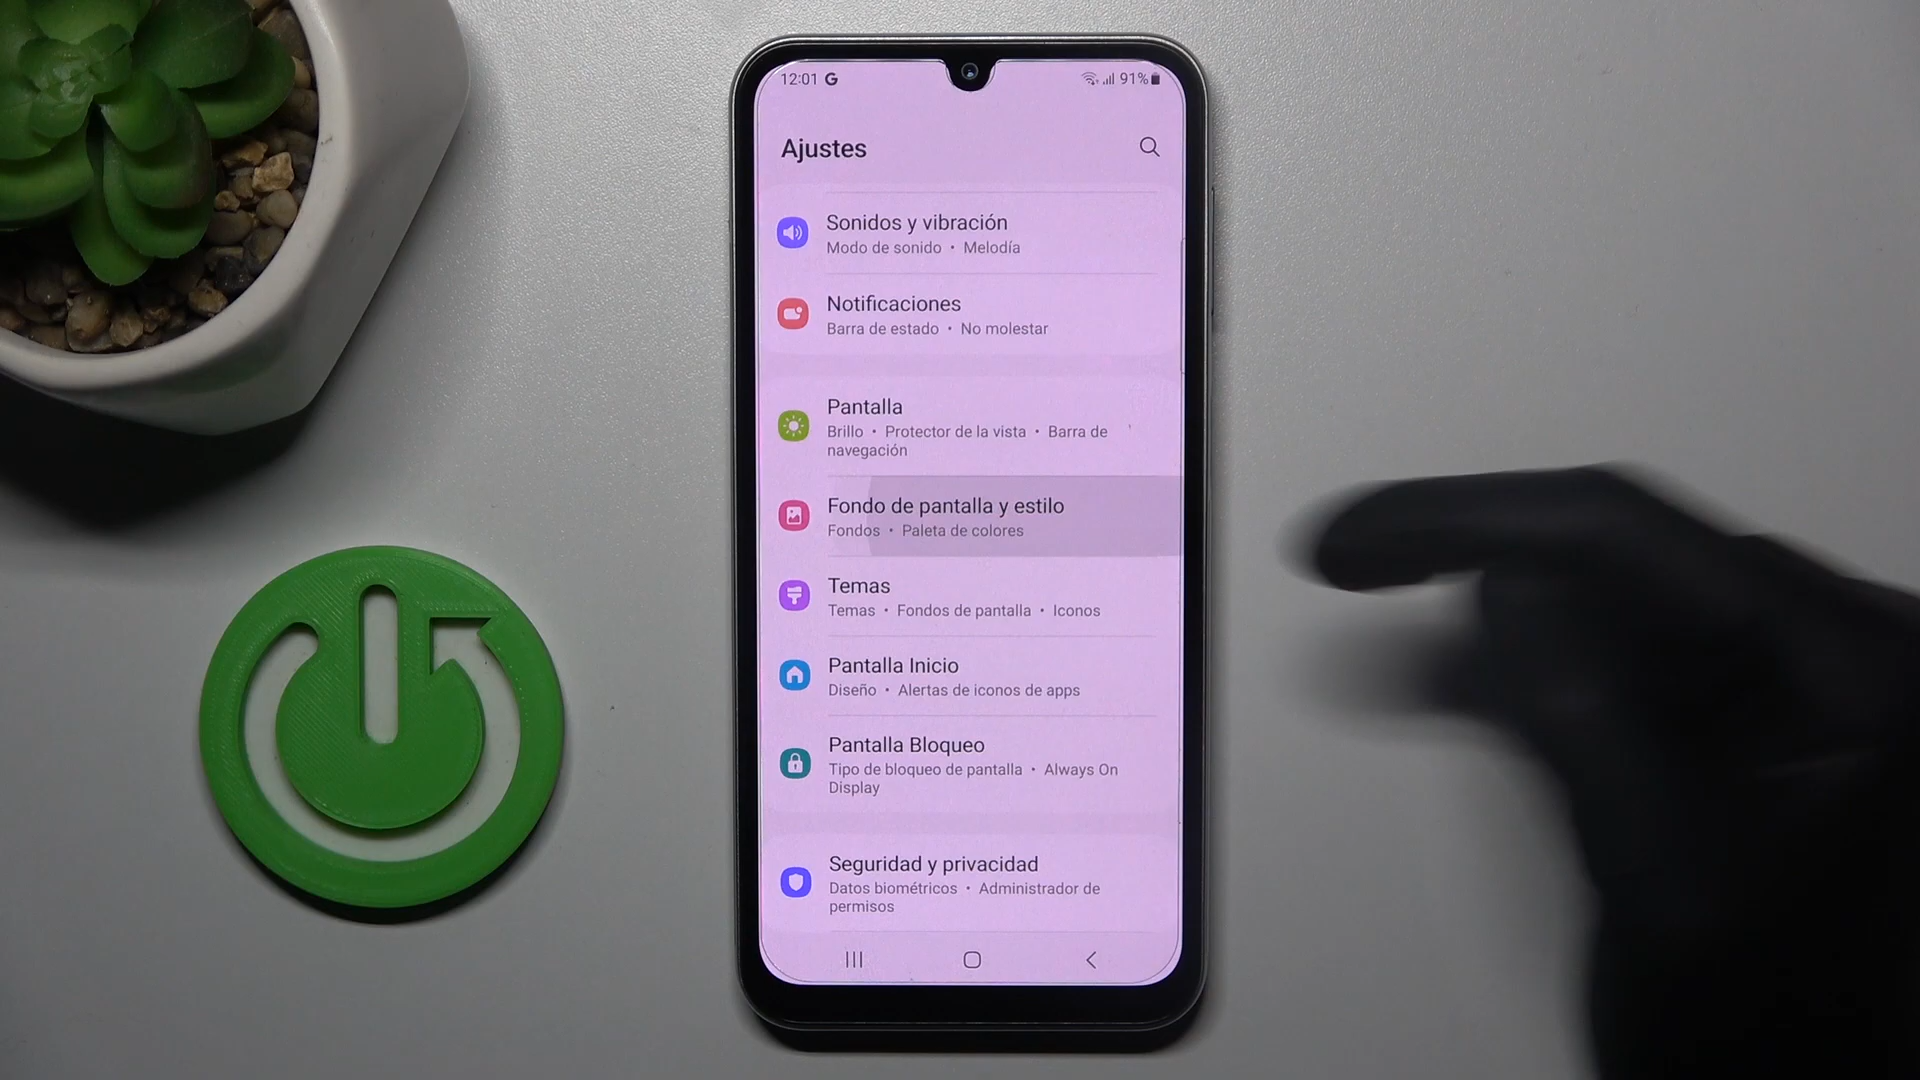 12:01 G 91%
Ajustes
Sonidos y vibración
Modo de sonido • Melodía
Notificaciones
Barra de estado • No molestar
Pantalla
Brillo • Protector de la vista • Barra de
navegación
Fondo de pantalla y estilo
Fondos • Paleta de colores
Temas
Temas • Fondos de pantalla • Iconos
Pantalla Inicio
Diseño • Alertas de iconos de apps
Pantalla Bloqueo
Tipo de bloqueo de pantalla • Always On
Display
Seguridad y privacidad
Datos biométricos • Administrador de
permisos